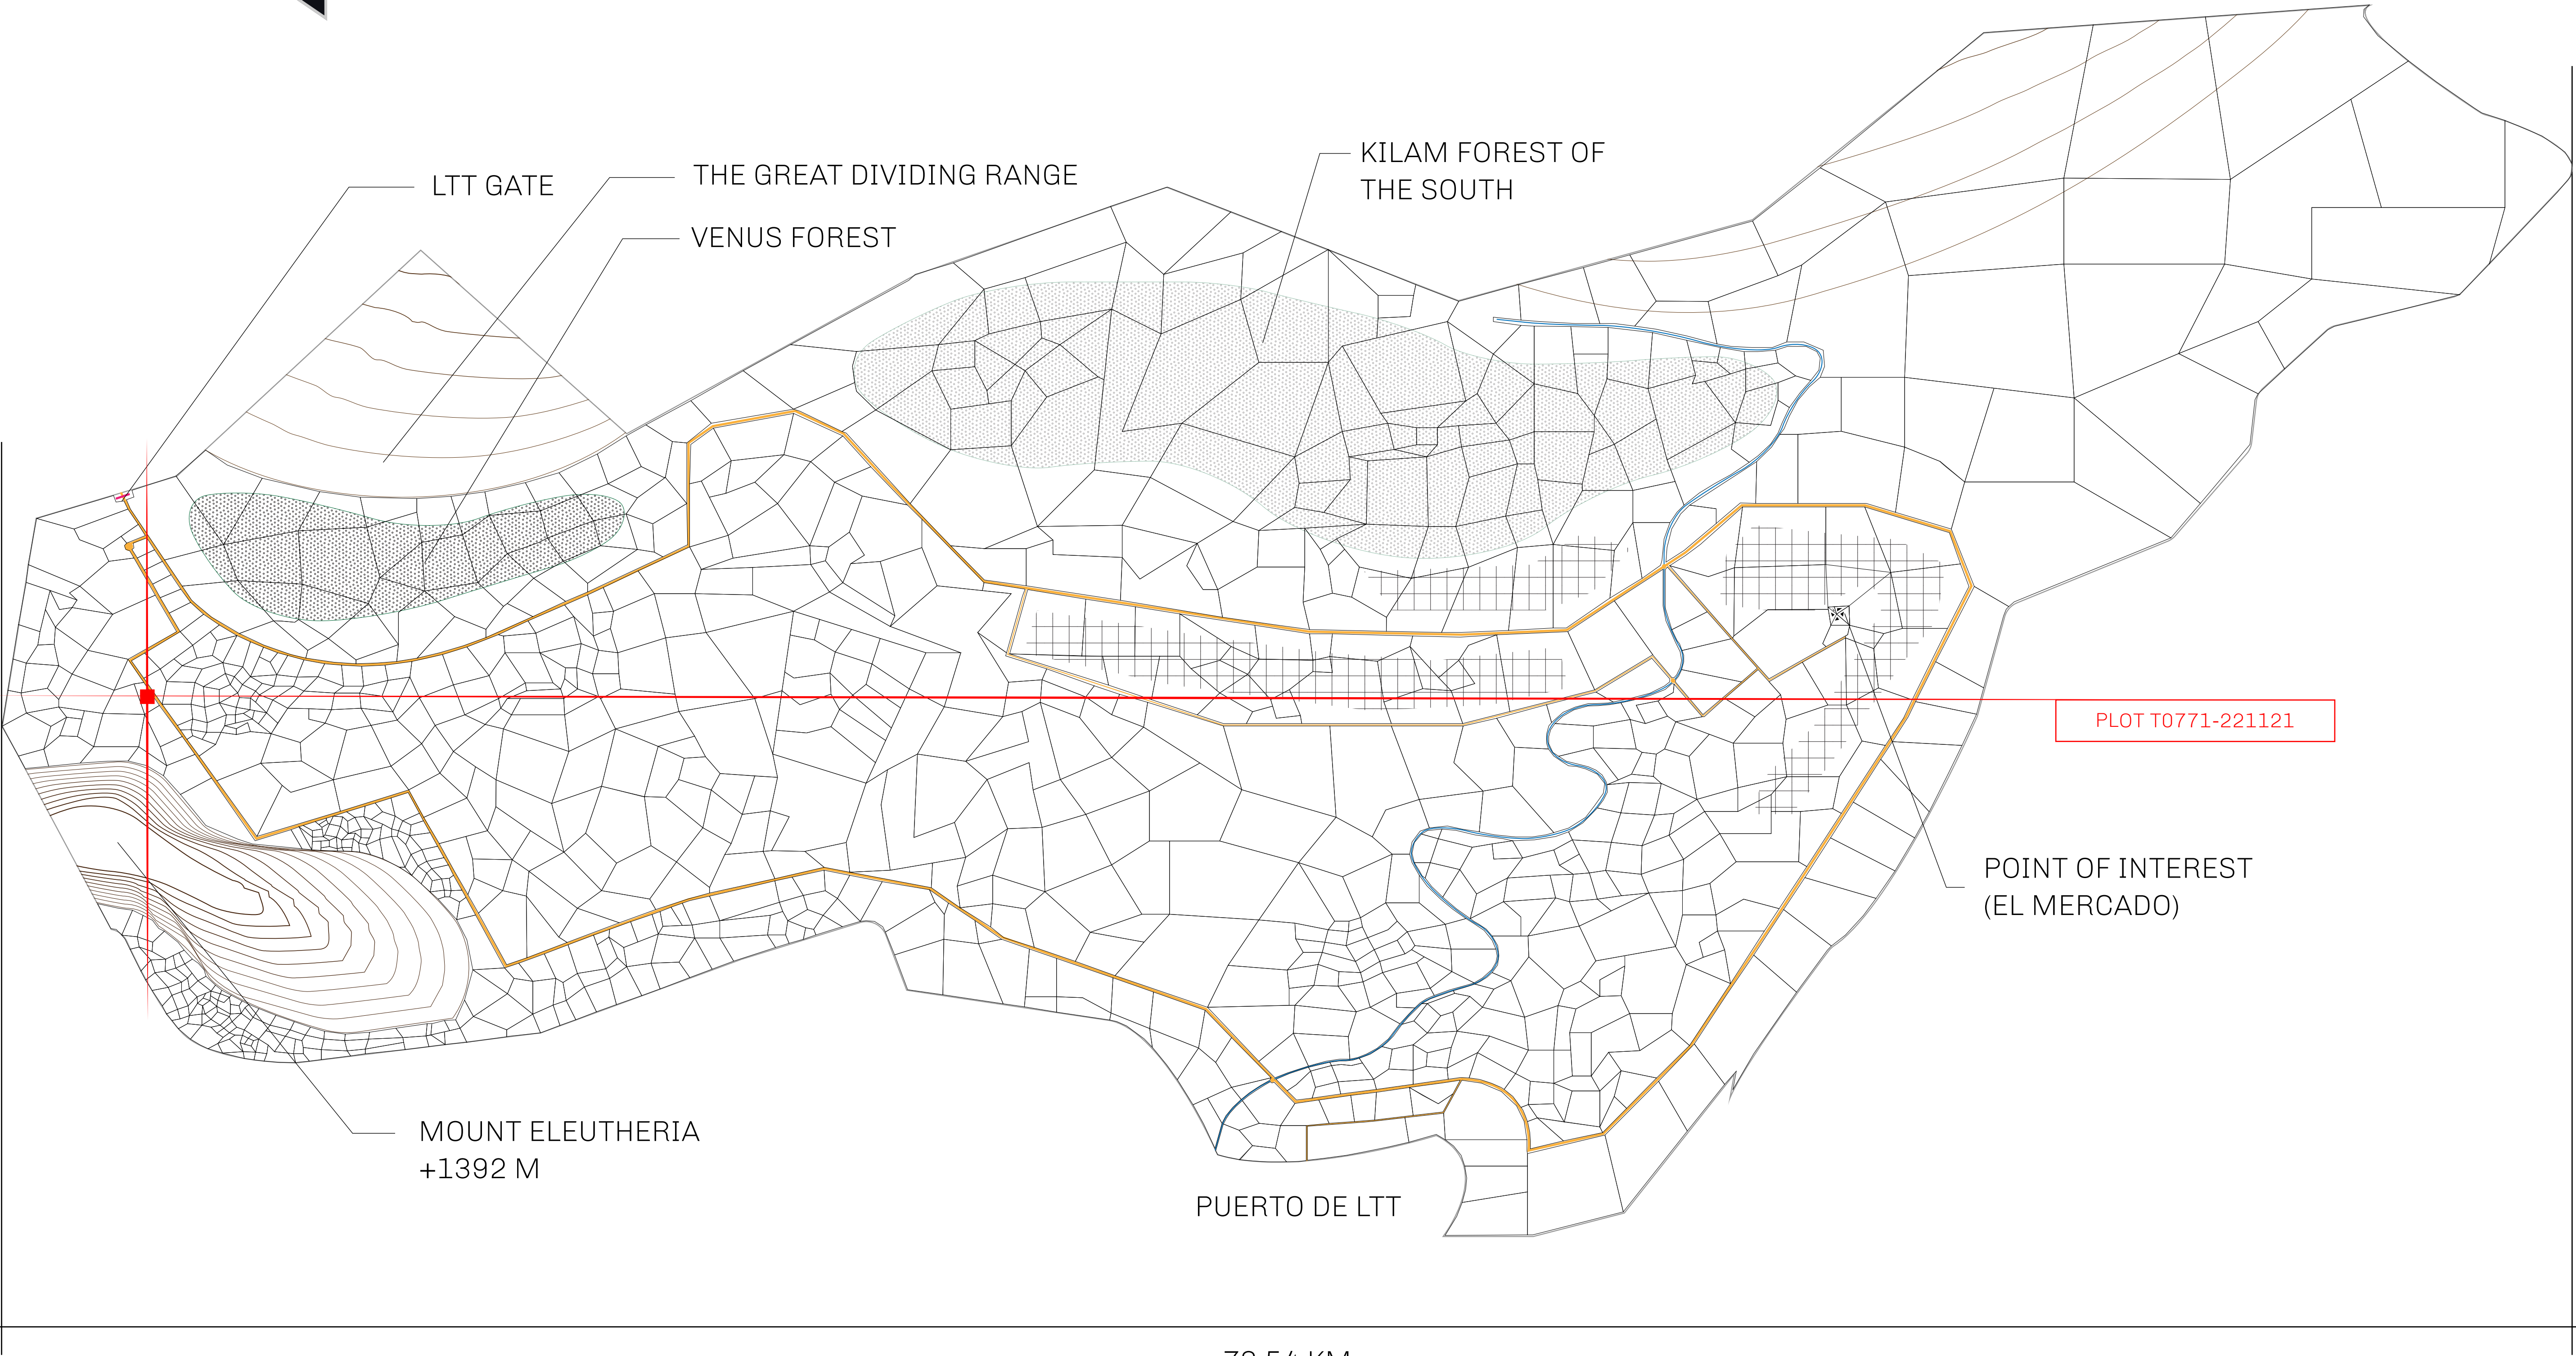 KILAM FOREST OF
THE SOUTH
LTT GATE
THE GREAT DIVIDING RANGE
VENUS FOREST
PLOT T0771-221121
POINT OF INTEREST
(EL MERCADO)
MOUNT ELEUTHERIA
+1392 M
PUERTO DE LTT
KM